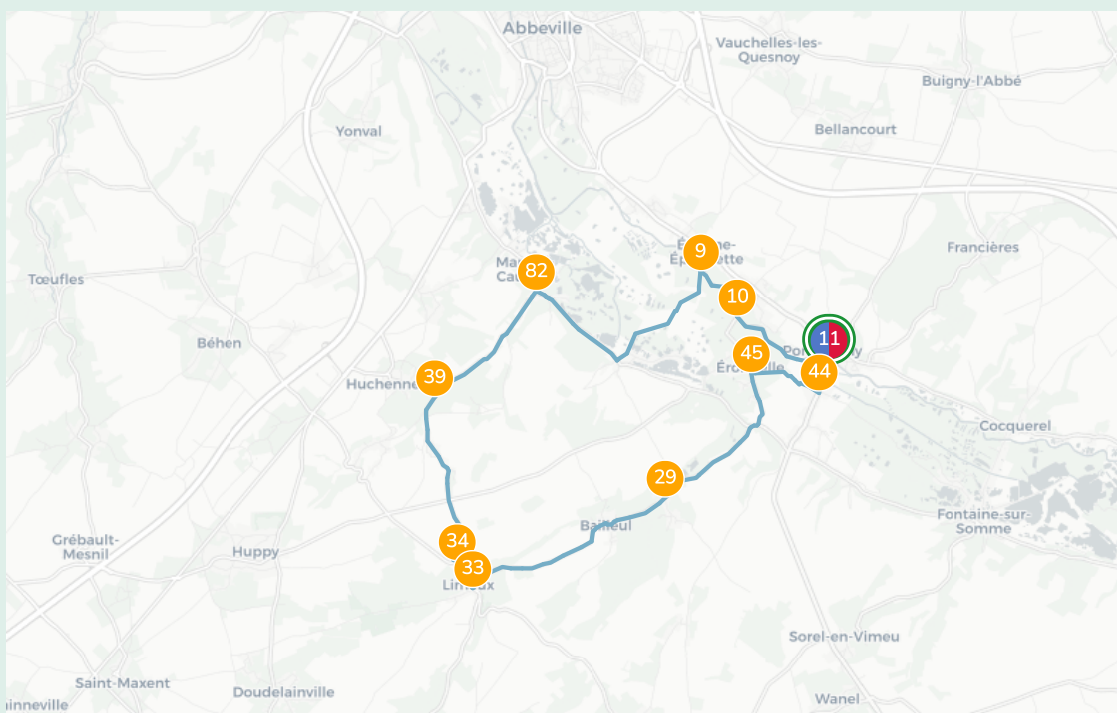 Abbeville
Vauchelles-les-
Quesnoy
Buigny-l'Abbé
Yonval
Bellancourt
9
Francières
82
Tœufles
10
11
Béhen
45
44
39
Cocquerel
29
Fontaine-sur-
Somme
Bailleul
Grébault-
Mesnil
Huppy
34
33
Sorel-en-Vimeu
Saint-Maxent
Doudelainville
Wanel